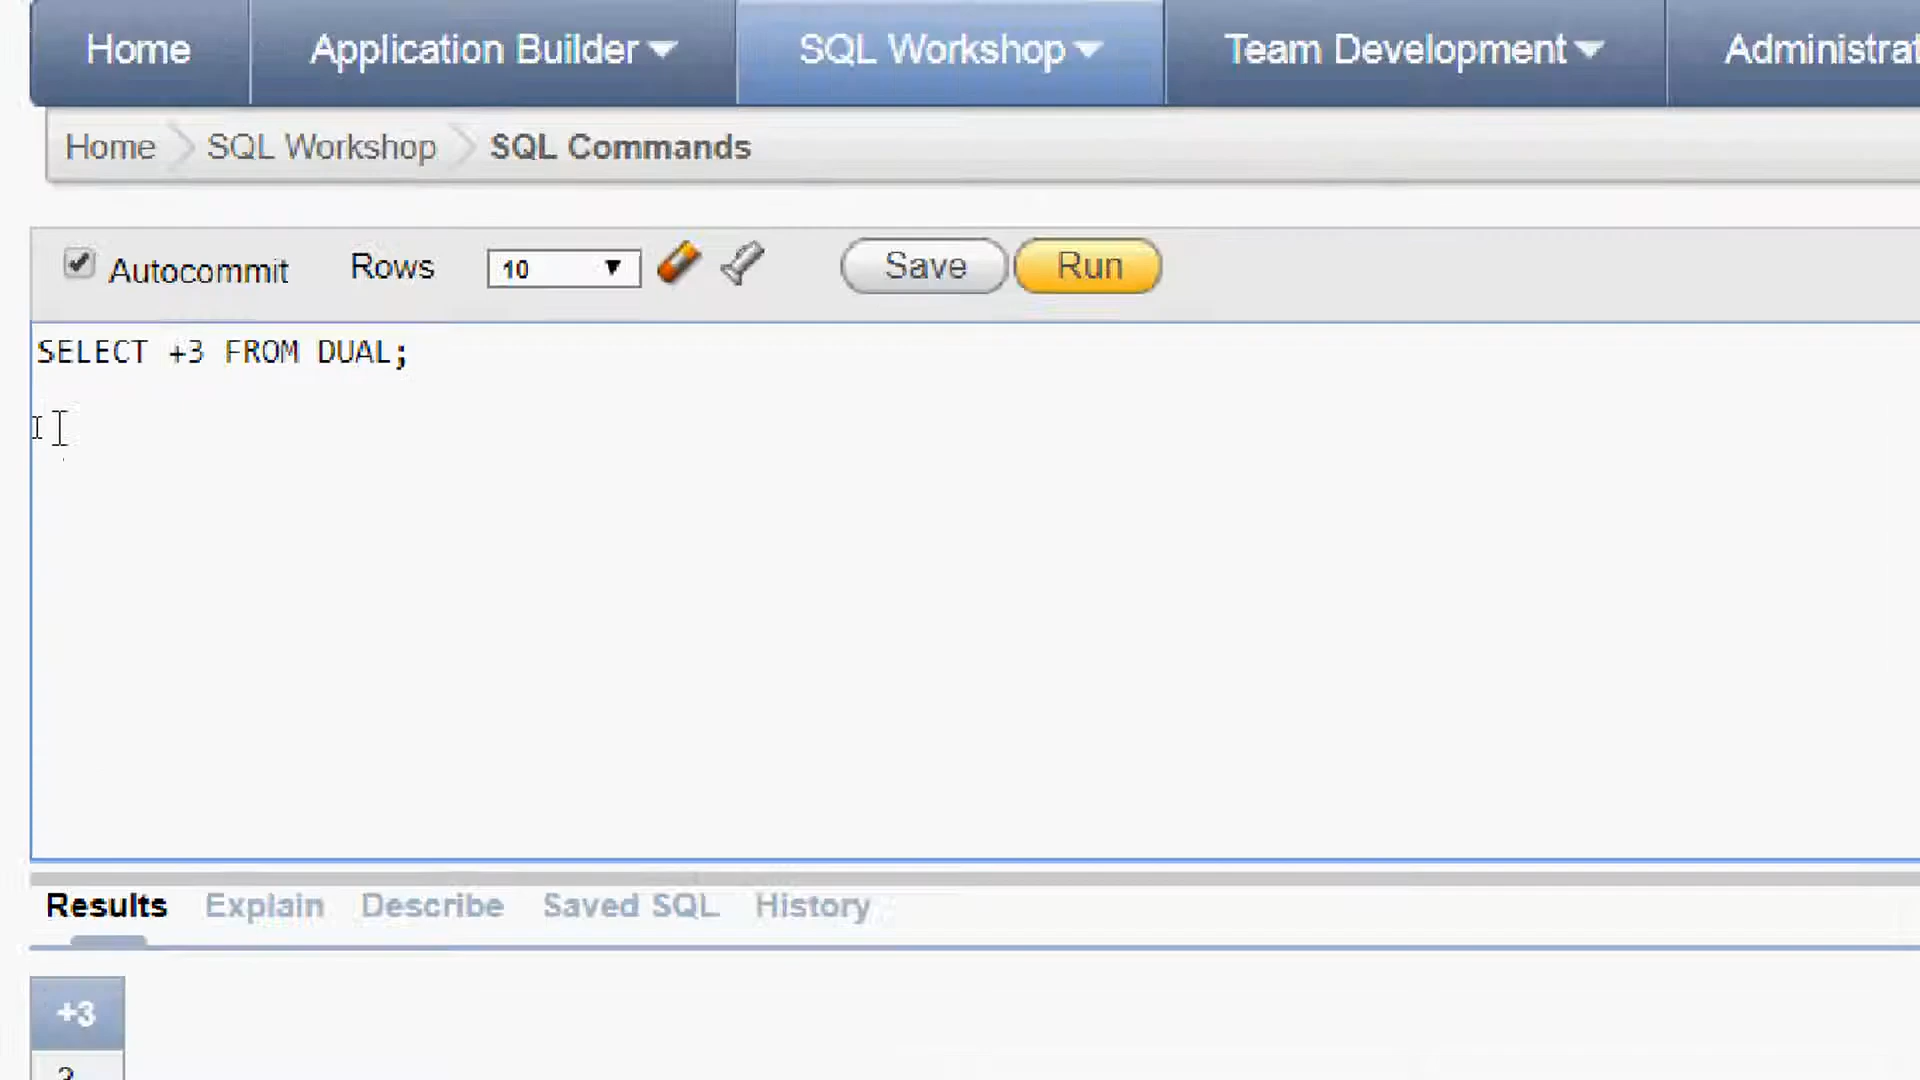 Home Application Builder SQL Workshop Team Development Administrat
Home SQL Workshop SQL Commands
Autocommit Rows 10 Save Run
SELECT +3 FROM DUAL;
Results Explain Describe Saved SQL History
+3
3